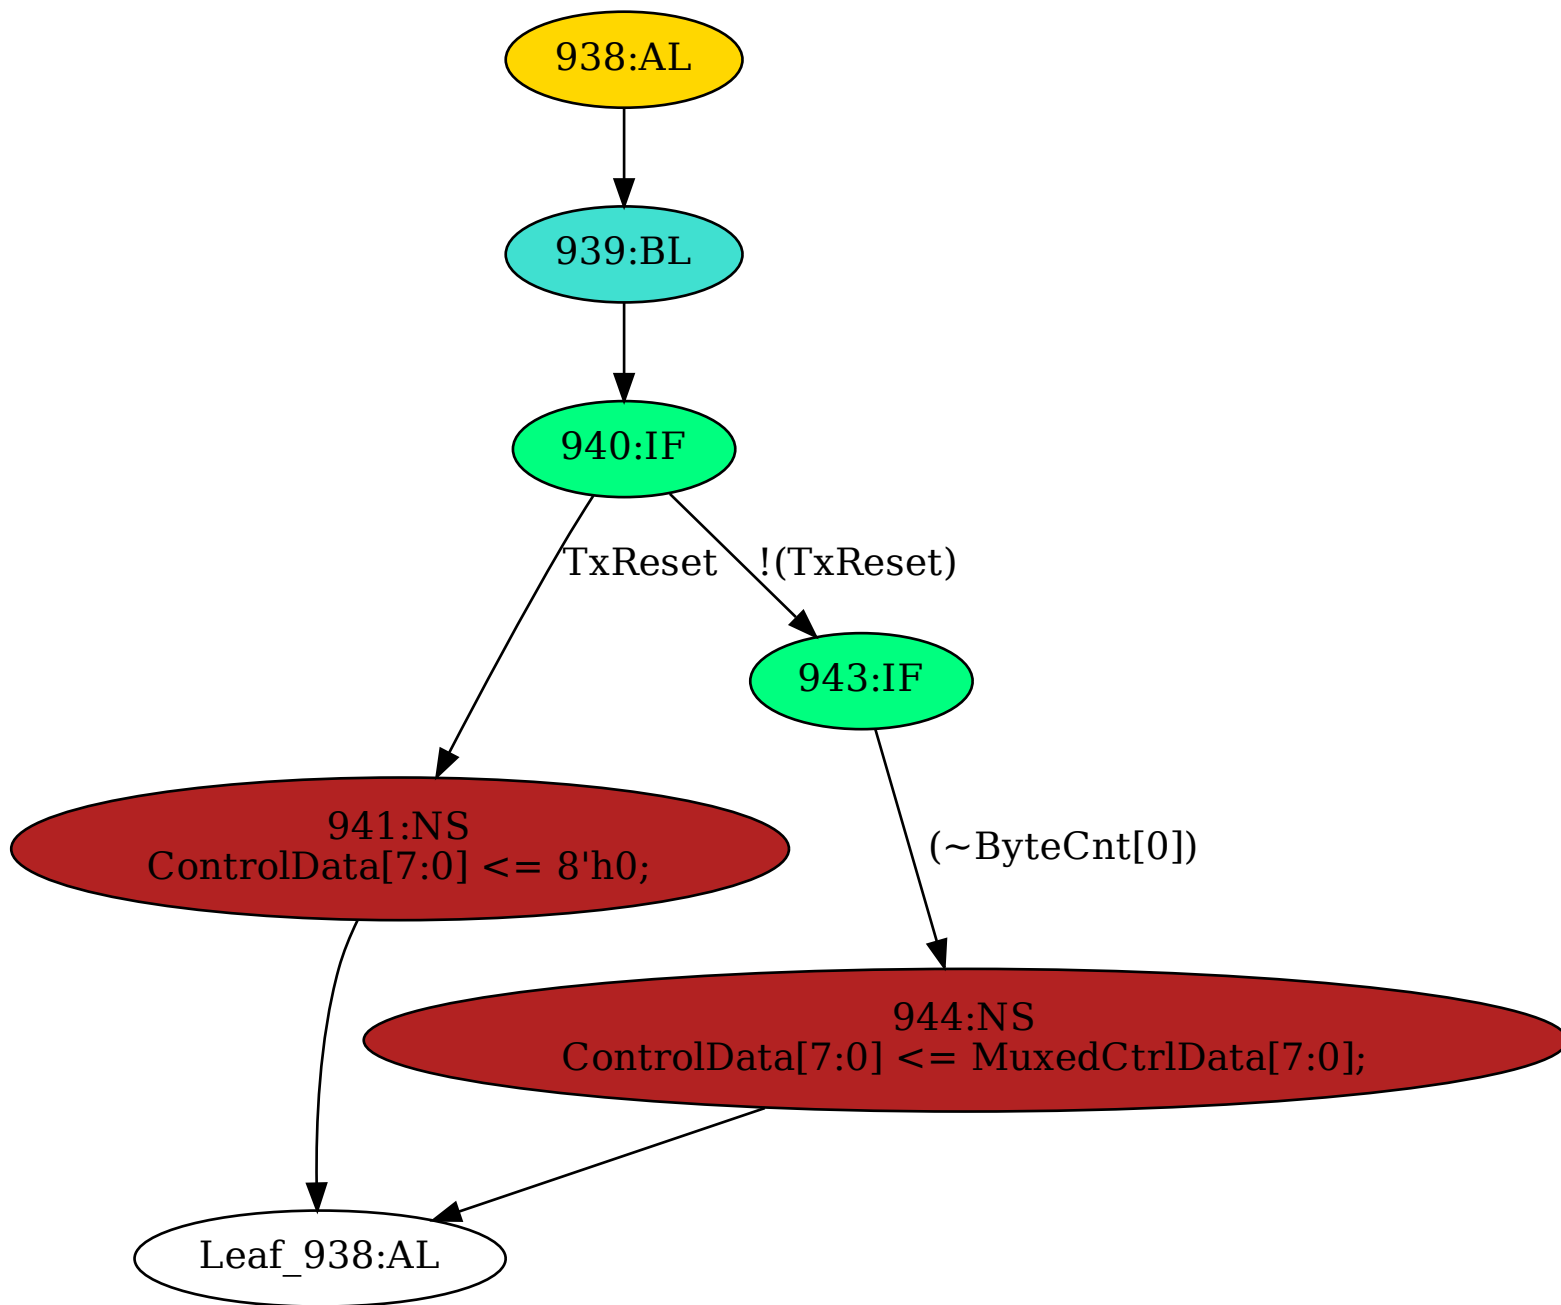 938:AL
939:BL
940:IF
TxReset
!(TxReset)
943:IF
941:NS
ControlData[7:0] <= 8'h0;
(~ByteCnt[0])
944:NS
ControlData[7:0] <= MuxedCtrlData[7:0];
Leaf_938:AL